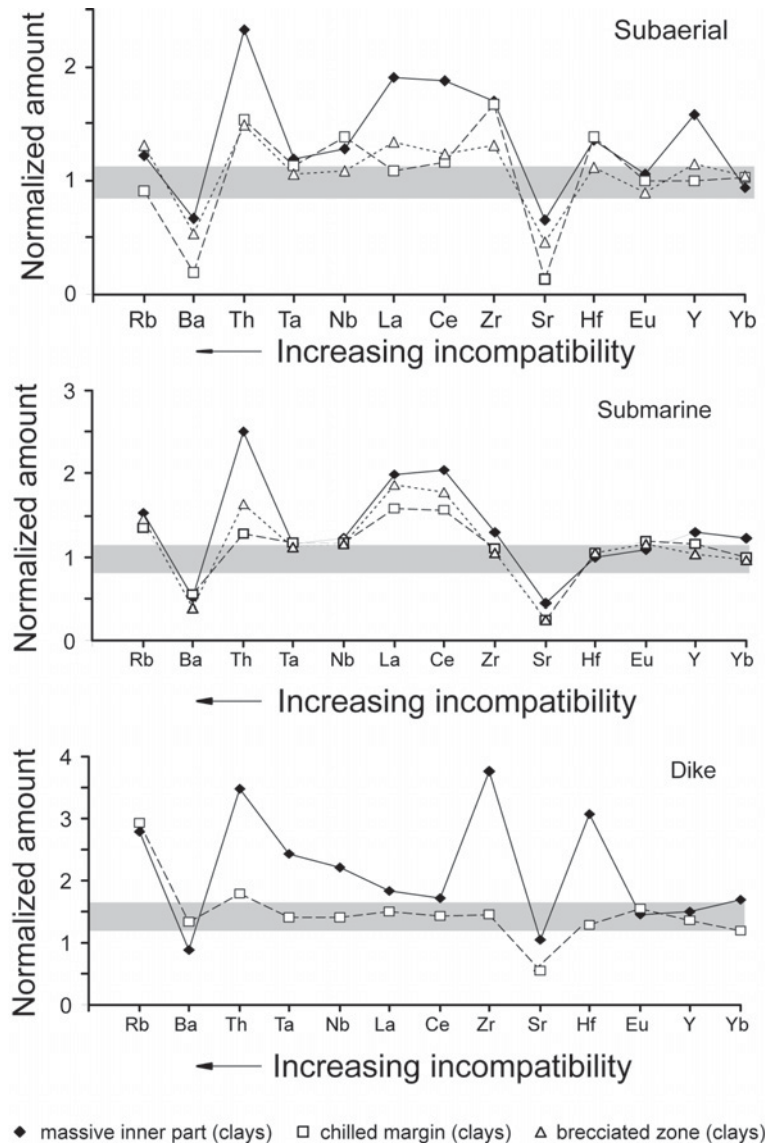 Subaerial
Normalized amount
2
1
0
Rb Ba Th Ta Nb La Ce Zr Sr Hf Eu Y Yb
Increasing incompatibility
Submarine
Normalized amount
3
2
1
0
Rb Ba Th Ta Nb La Ce Zr Sr Hf Eu Y Yb
Increasing incompatibility
Dike
Normalized amount
4
3
2
1
0
Rb Ba Th Ta Nb La Ce Zr Sr Hf Eu Y Yb
Increasing incompatibility
massive inner part (clays) chilled margin (clays) brecciated zone (clays)